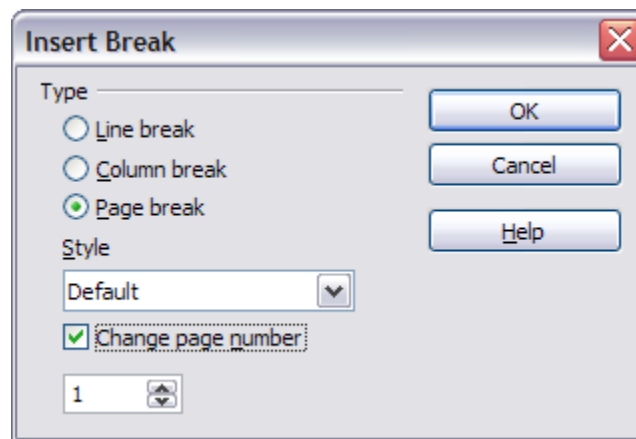 Insert Break
Type
Line break
Column break
Page break
Style
Default
Change page number
1
OK
Cancel
Help